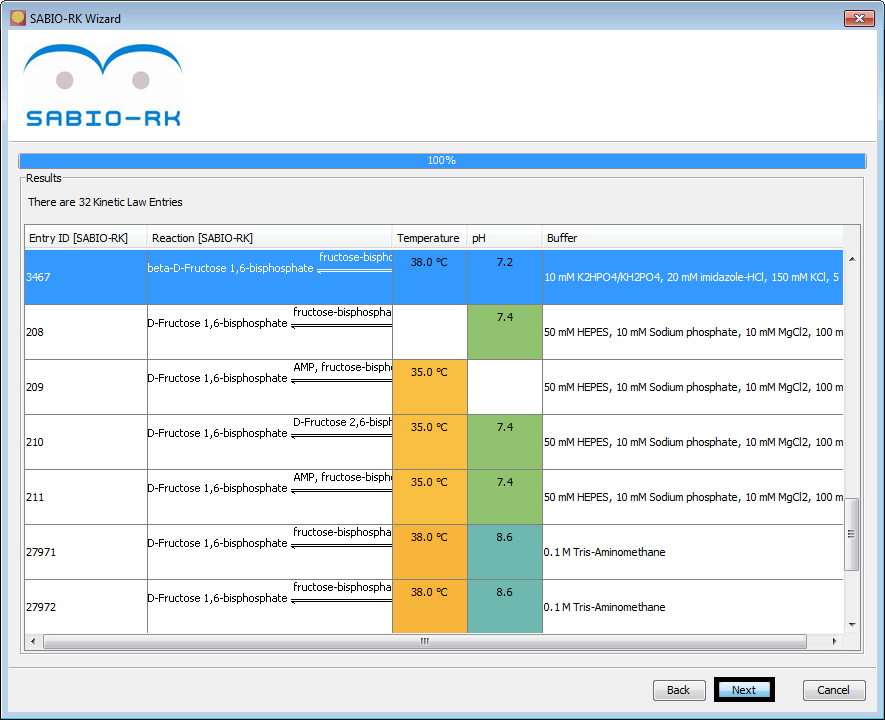 SABIO-RK Wizard
SABIO-RK
100%
Results
There are 32 Kinetic Law Entries
Entry ID [SABIO-RK] Reaction [SABIO-RK] Temperature pH Buffer
fructose-bispho
3467 beta-D-Fructose 1,6-bisphosphate 38.0 °C 7.2 10 mM K2HPO4/KH2PO4, 20 mM imidazole-HCl, 150 mM KCl, 5
fructose-bisphospha
208 D-Fructose 1,6-bisphosphate 7.4 50 mM HEPES, 10 mM Sodium phosphate, 10 mM MgCl2, 100 m
AMP, fructose-bispho
209 D-Fructose 1,6-bisphosphate 35.0 °C 50 mM HEPES, 10 mM Sodium phosphate, 10 mM MgCl2, 100 m
D-Fructose 2,6-bisph
210 D-Fructose 1,6-bisphosphate 35.0 °C 7.4 50 mM HEPES, 10 mM Sodium phosphate, 10 mM MgCl2, 100 m
AMP, fructose-bisph
211 D-Fructose 1,6-bisphosphate 35.0 °C 7.4 50 mM HEPES, 10 mM Sodium phosphate, 10 mM MgCl2, 100 m
fructose-bisphospha
27971 D-Fructose 1,6-bisphosphate 38.0 °C 8.6 0.1 M Tris-Aminomethane
fructose-bisphospha
27972 D-Fructose 1,6-bisphosphate 38.0 °C 8.6 0.1 M Tris-Aminomethane
Back Next Cancel